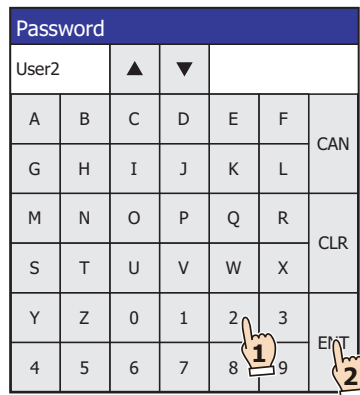 Password
User2 ▲ ▼
A B C D E F
CAN
G H I J K L
M N O P Q R
CLR
S T U V W X
Y Z 0 1 2 3
1
ENT
4 5 6 7 8 9
2